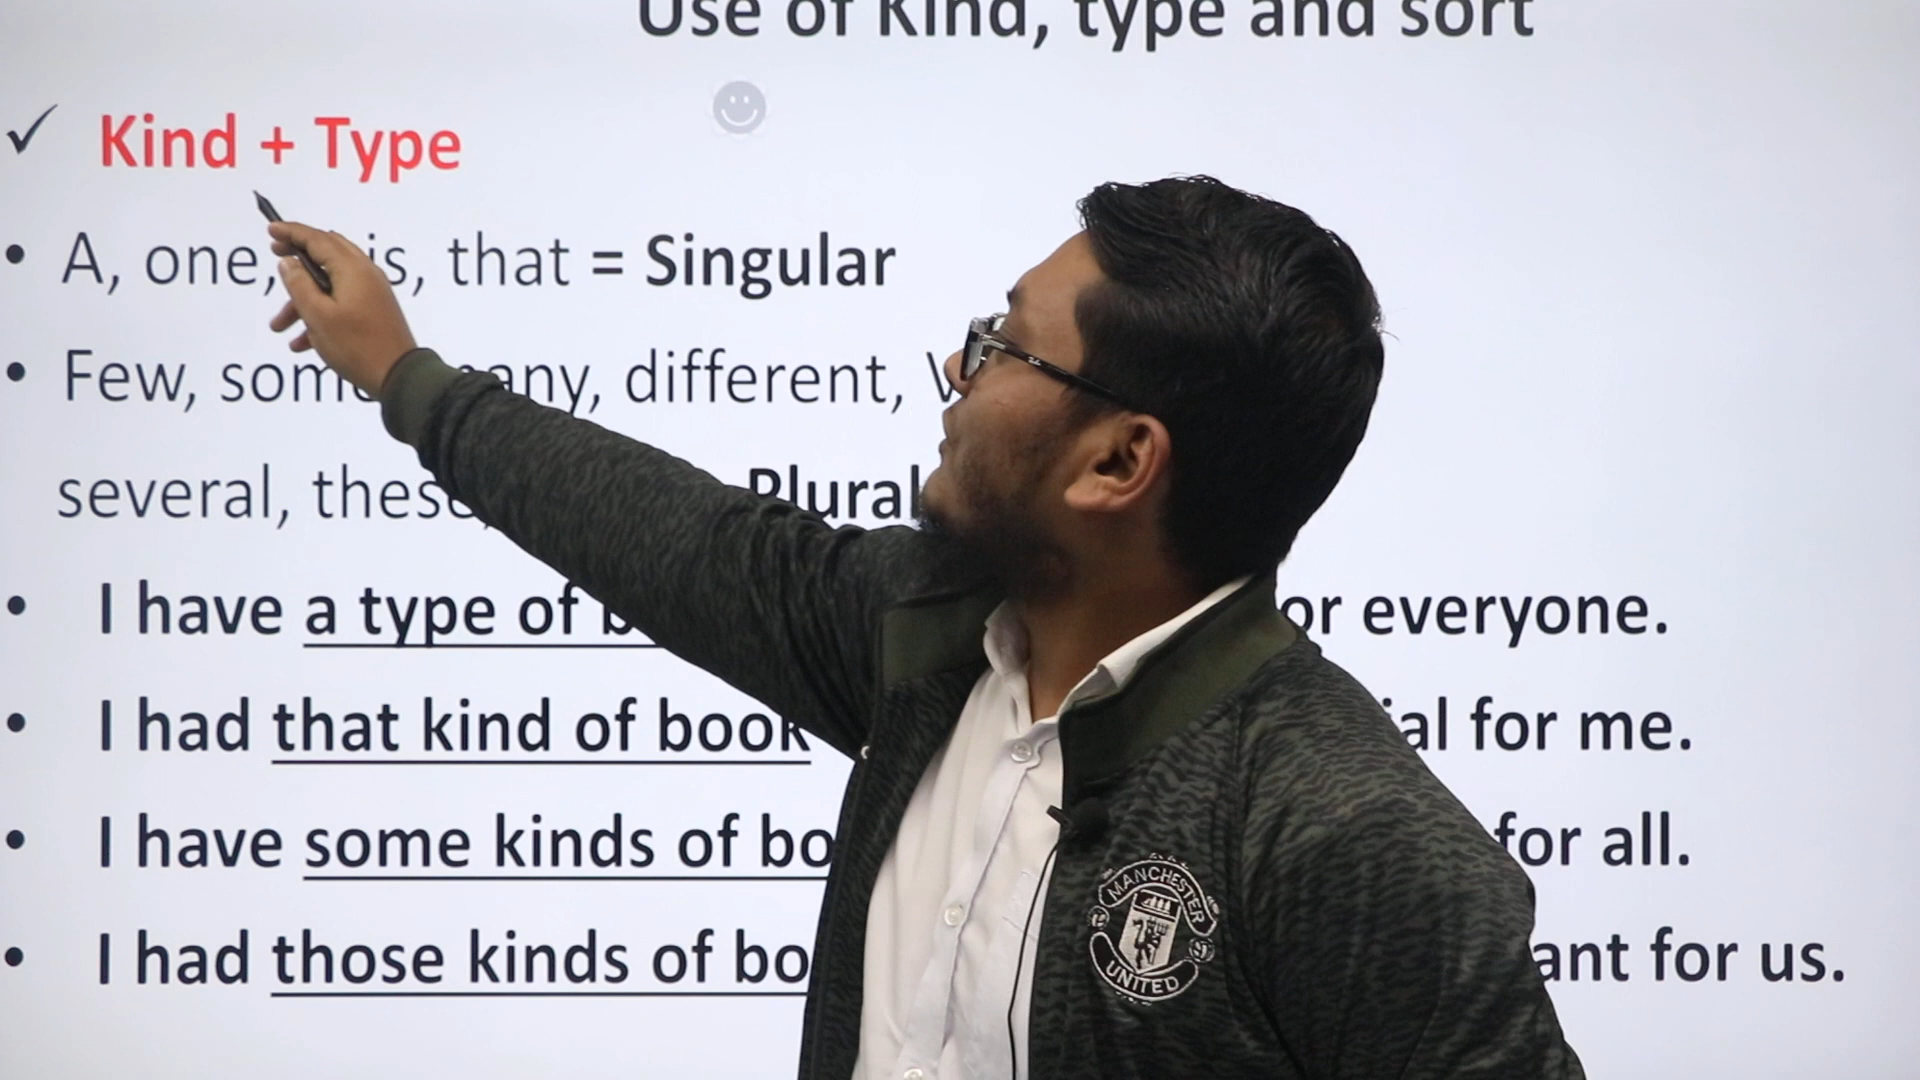 Use of Kind, type and sort
✓ Kind + Type
• A, one, is, that = Singular
• Few, some any, different,
several, these, Plural
• I have a type of or everyone.
• I had that kind of book ial for me.
• I have some kinds of bo for all.
• I had those kinds of bo ant for us.
MANCHESTER
UNITED